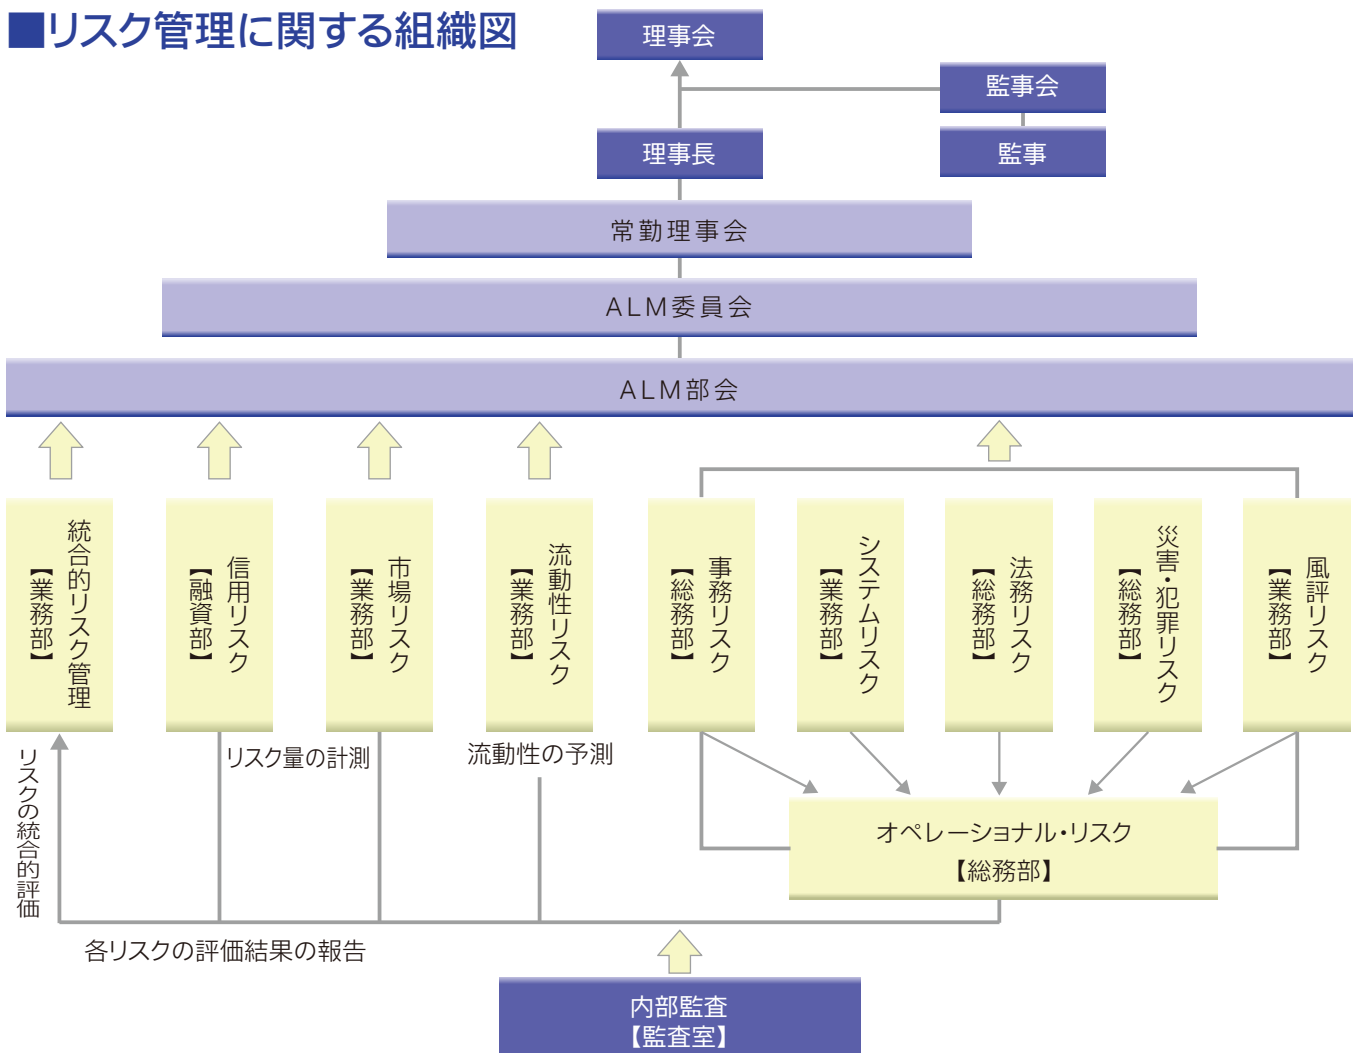 ■リスク管理に関する組織図
理事会
監事会
理事長
監事
常勤理事会
ALM委員会
ALM部会
統合的リスク管理
【業務部】
信用リスク
【融資部】
市場リスク
【業務部】
流動性リスク
【業務部】
事務リスク
【総務部】
システムリスク
【業務部】
法務リスク
【総務部】
災害・犯罪リスク
【総務部】
風評リスク
【業務部】
リスクの統合的評価
リスク量の計測
流動性の予測
オペレーショナル・リスク
【総務部】
各リスクの評価結果の報告
内部監査
【監査室】